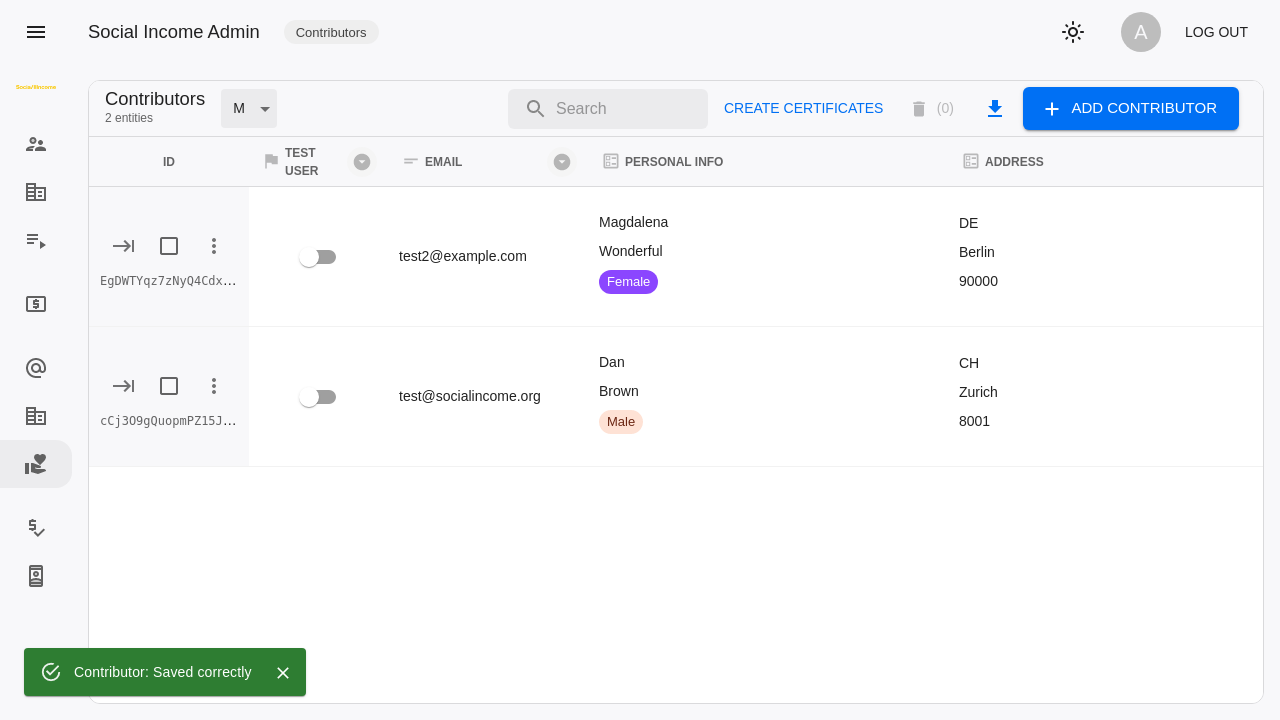 Social Income Admin
Contributors
A
LOG OUT
SocialIncome
Contributors
2 entities
M
Search
CREATE CERTIFICATES
(0)
ADD CONTRIBUTOR
ID
TEST USER
EMAIL
PERSONAL INFO
ADDRESS
EgDWTYqz7zNyQ4Cdx...
test2@example.com
Magdalena
Wonderful
Female
DE
Berlin
90000
cCj3O9gQuopmPZ15J...
test@socialincome.org
Dan
Brown
Male
CH
Zurich
8001
Contributor: Saved correctly